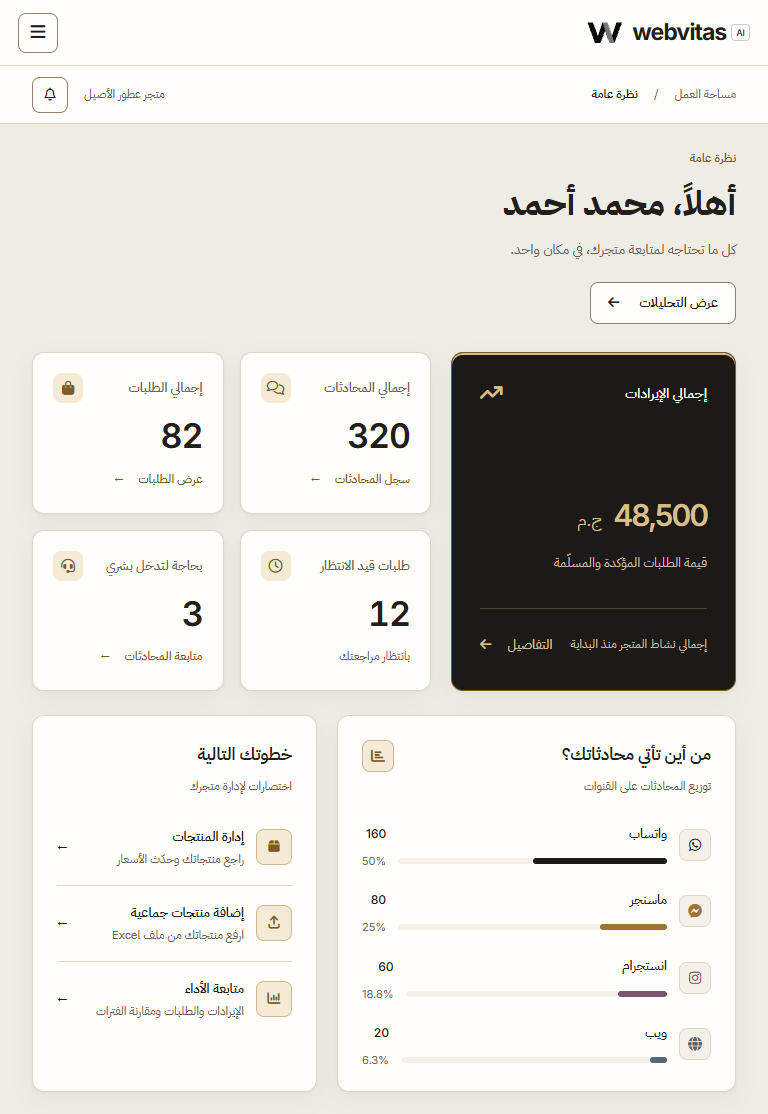 webvitas AI
مساحة العمل / نظرة عامة
متجر عطور الأصيل
نظرة عامة
أهلاً، محمد أحمد
كل ما تحتاجه لمتابعة متجرك، في مكان واحد.
عرض التحليلات ←
إجمالي الإيرادات
48,500 ج.م
قيمة الطلبات المؤكدة والمسلّمة
إجمالي نشاط المتجر منذ البداية
التفاصيل ←
إجمالي المحادثات
320
سجل المحادثات ←
إجمالي الطلبات
82
عرض الطلبات ←
طلبات قيد الانتظار
12
بانتظار مراجعتك
بحاجة لتدخل بشري
3
متابعة المحادثات ←
من أين تأتي محادثاتك؟
توزيع المحادثات على القنوات
واتساب 160
50%
ماسنجر 80
25%
انستجرام 60
18.8%
ويب 20
6.3%
خطوتك التالية
اختصارات لإدارة متجرك
إدارة المنتجات ←
راجع منتجاتك وحدّث الأسعار
إضافة منتجات جماعية ←
ارفع منتجاتك من ملف Excel
متابعة الأداء ←
الإيرادات والطلبات ومقارنة الفترات